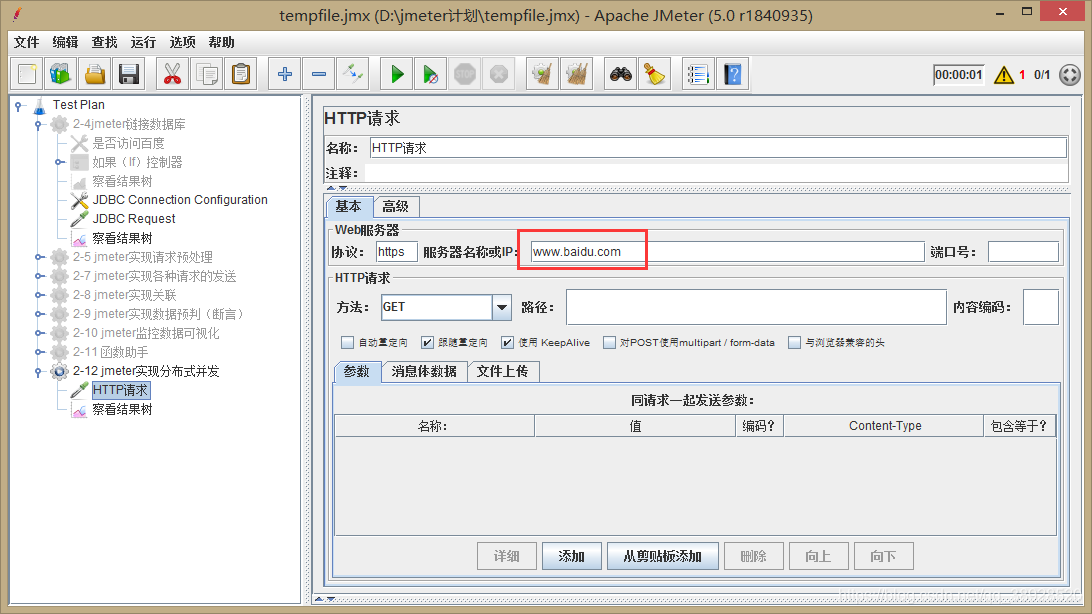 tempfile.jmx (D:\jmeter计划\tempfile.jmx) - Apache JMeter (5.0 r1840935)
文件 编辑 查找 运行 选项 帮助
STOP
00:00:01 1 0/1
Test Plan
2-4jmeter链接数据库
是否访问百度
如果（If）控制器
察看结果树
JDBC Connection Configuration
JDBC Request
察看结果树
2-5 jmeter实现请求预处理
2-7 jmeter实现各种请求的发送
2-8 jmeter实现关联
2-9 jmeter实现数据预判（断言）
2-10 jmeter监控数据可视化
2-11 函数助手
2-12 jmeter实现分布式并发
HTTP请求
察看结果树
HTTP请求
名称： HTTP请求
注释：
基本 高级
Web服务器
协议： https 服务器名称或IP: www.baidu.com 端口号：
HTTP请求
方法： GET 路径： 内容编码：
自动重定向 跟随重定向 使用 KeepAlive 对POST使用multipart / form-data 与浏览器兼容的头
参数 消息体数据 文件上传
同请求一起发送参数：
名称： 值 编码? Content-Type 包含等于?
详细 添加 从剪贴板添加 删除 向上 向下